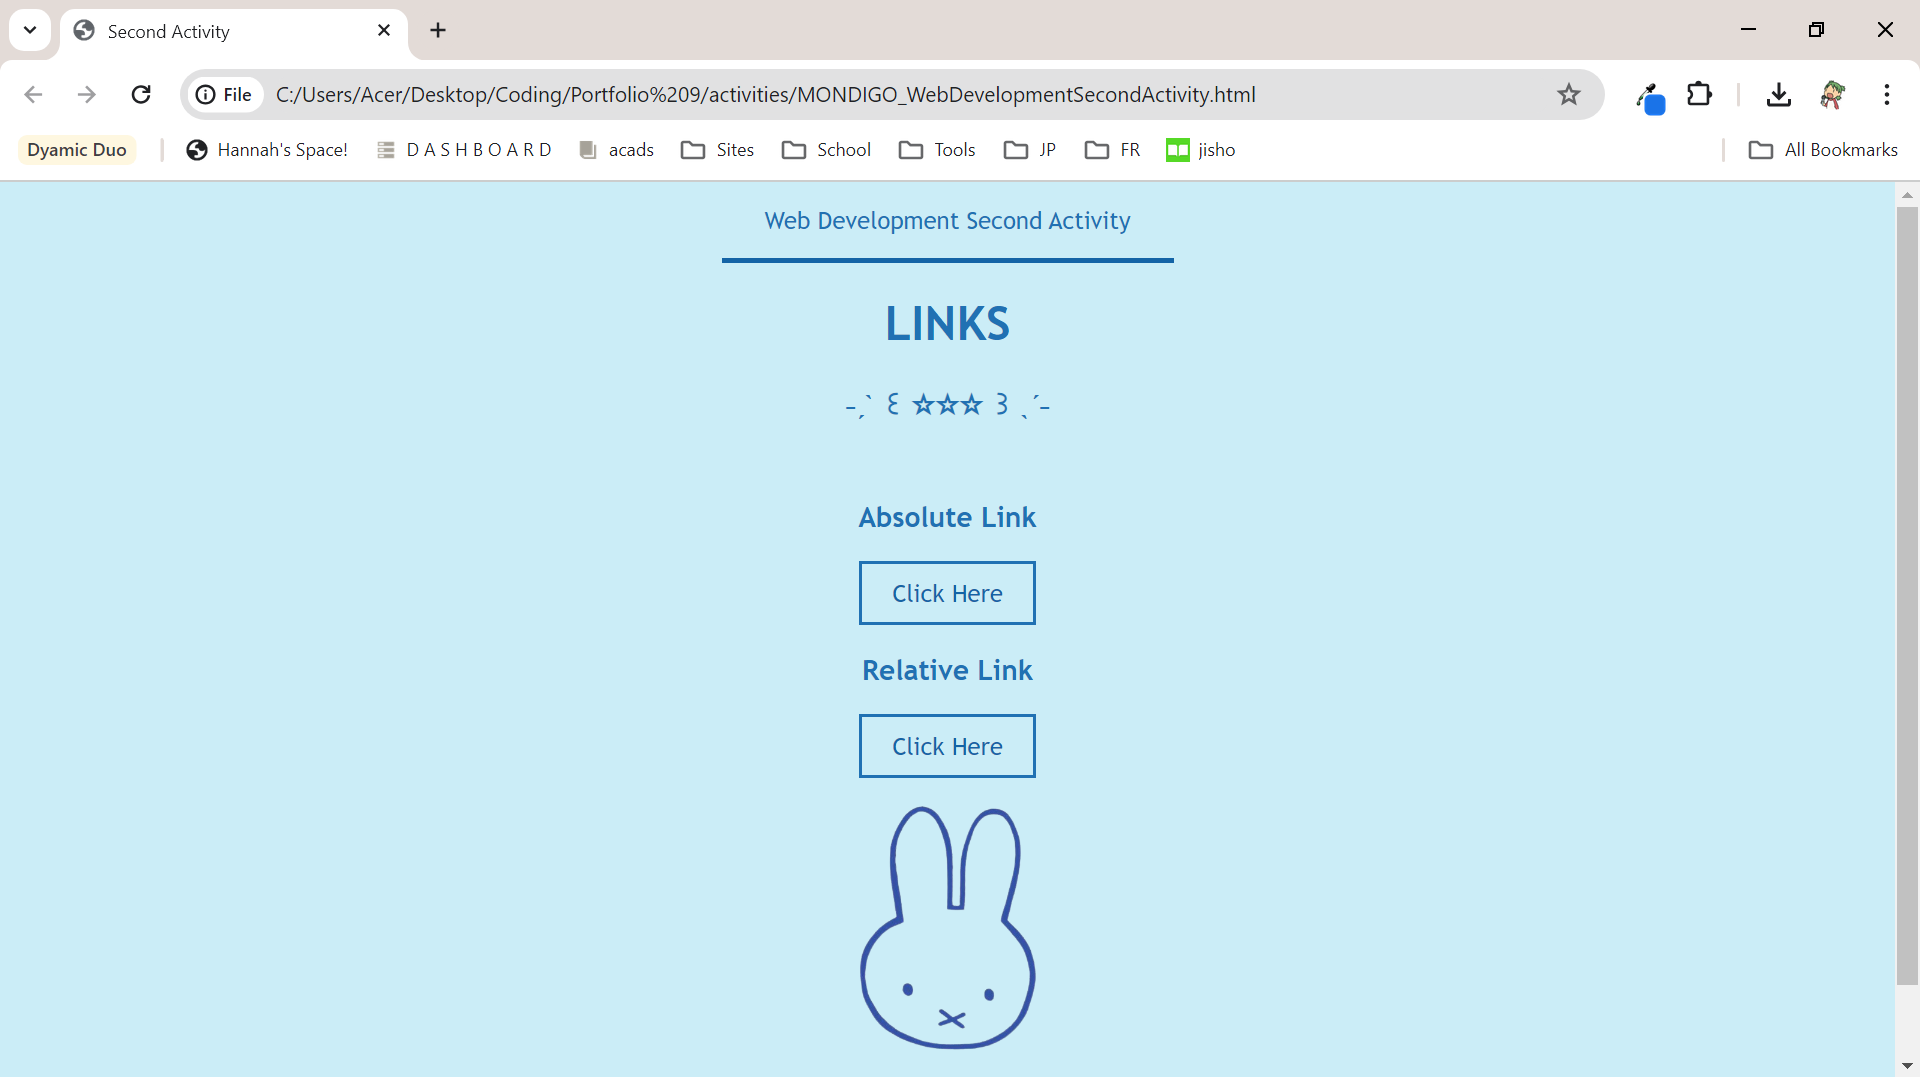 Second Activity
File C:/Users/Acer/Desktop/Coding/Portfolio%209/activities/MONDIGO_WebDevelopmentSecondActivity.html
Dyamic Duo Hannah's Space! D A S H B O A R D acads Sites School Tools JP FR jisho All Bookmarks
Web Development Second Activity
LINKS
–ˏˋ ꒰ ☆☆☆ ꒱ ˎˊ–
Absolute Link
Click Here
Relative Link
Click Here